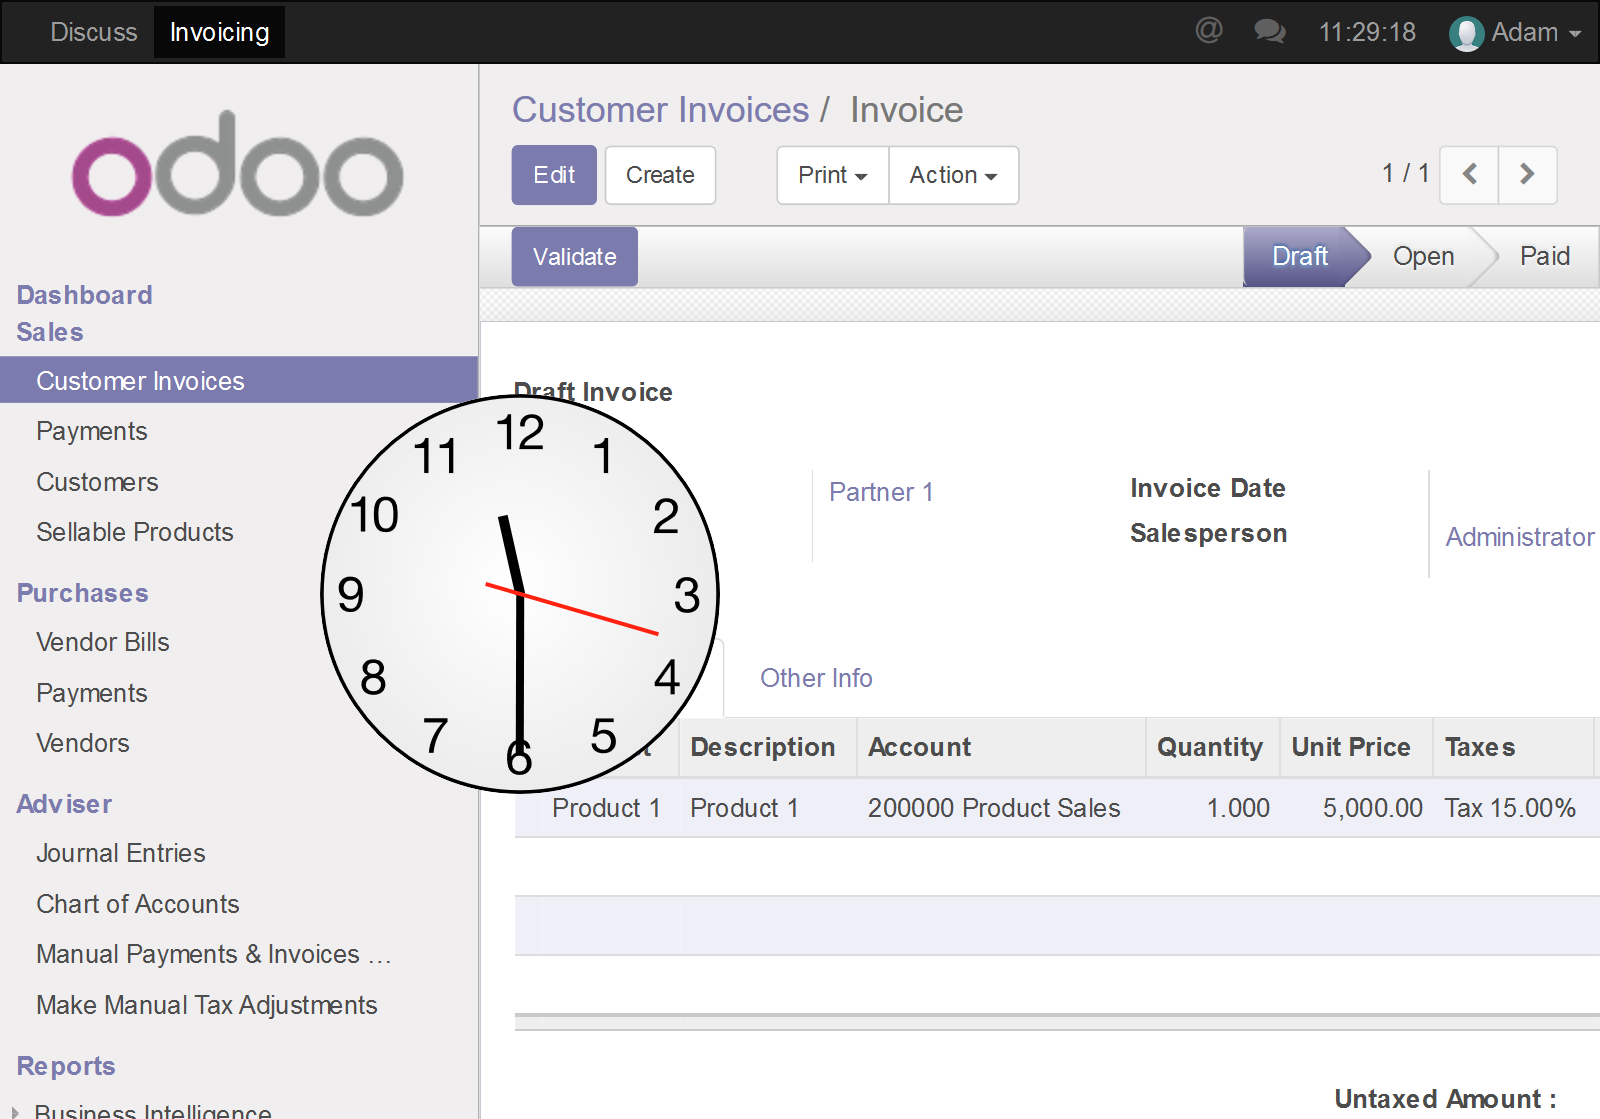 Discuss Invoicing 11:29:18 Adam
odoo
Customer Invoices / Invoice
Edit Create Print Action 1 / 1
Validate Draft Open Paid
Dashboard
Sales
Customer Invoices
Payments
Customers
Sellable Products
Purchases
Vendor Bills
Payments
Vendors
Adviser
Journal Entries
Chart of Accounts
Manual Payments & Invoices …
Make Manual Tax Adjustments
Reports
Business Intelligence
Draft Invoice
12
11 1
10 2
9 3
8 4
7 5
6
Partner 1 Invoice Date
Salesperson Administrator
Other Info
Description Account Quantity Unit Price Taxes
Product 1 Product 1 200000 Product Sales 1.000 5,000.00 Tax 15.00%
Untaxed Amount :